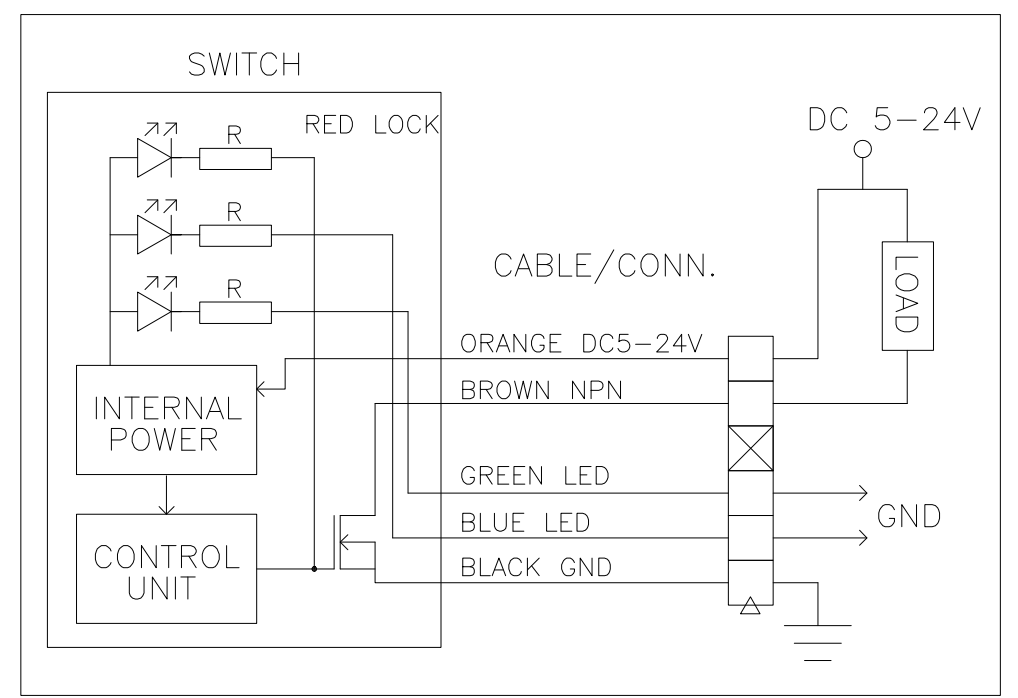 SWITCH
RED LOCK
R
R
R
DC 5-24V
LOAD
CABLE/CONN.
ORANGE DC5-24V
BROWN NPN
GREEN LED
BLUE LED
BLACK GND
GND
INTERNAL
POWER
CONTROL
UNIT